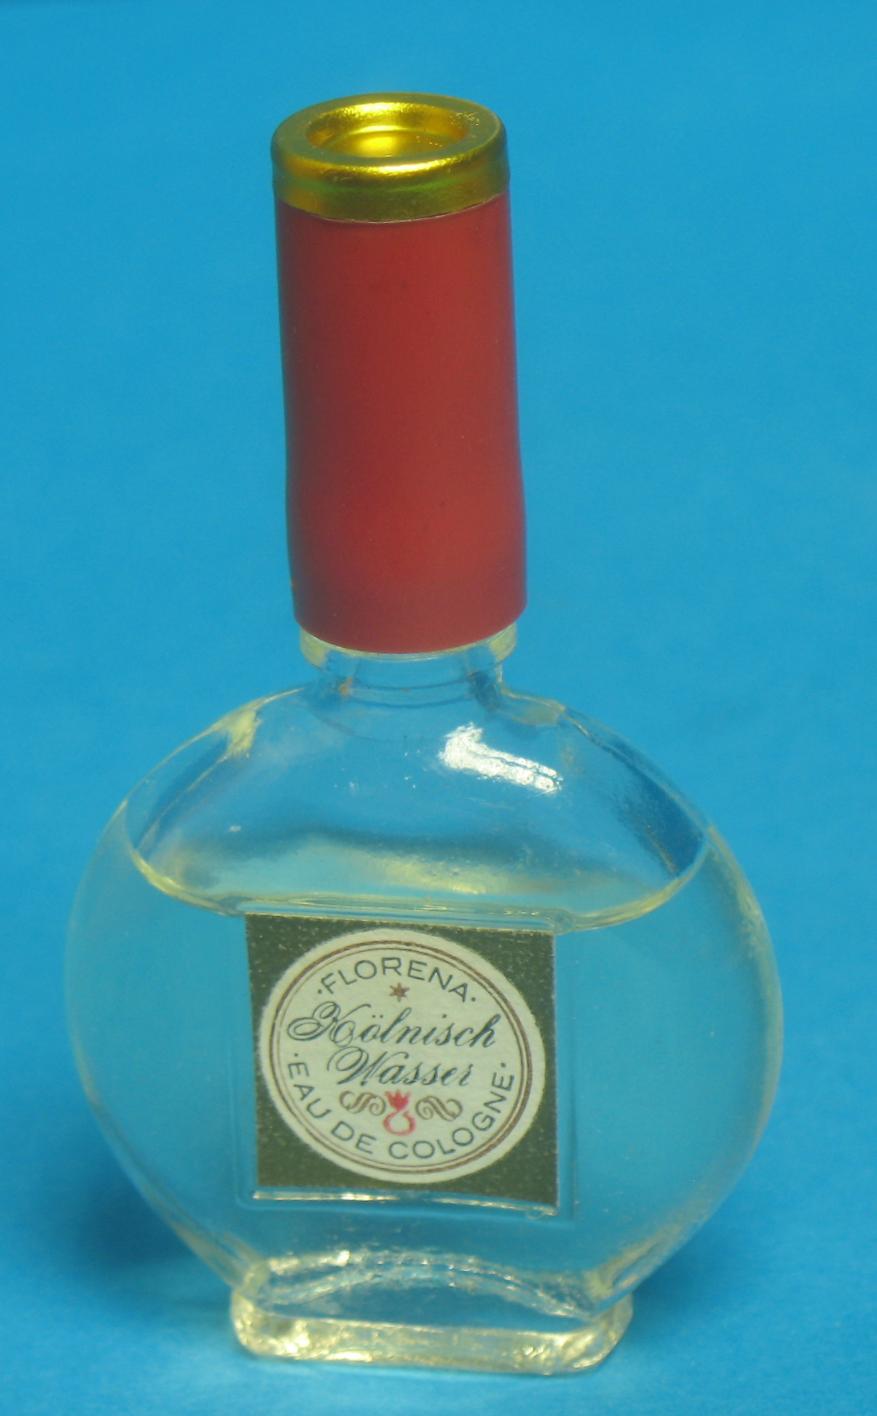 ·FLORENA·
Kölnisch
Wasser
·EAU DE COLOGNE·